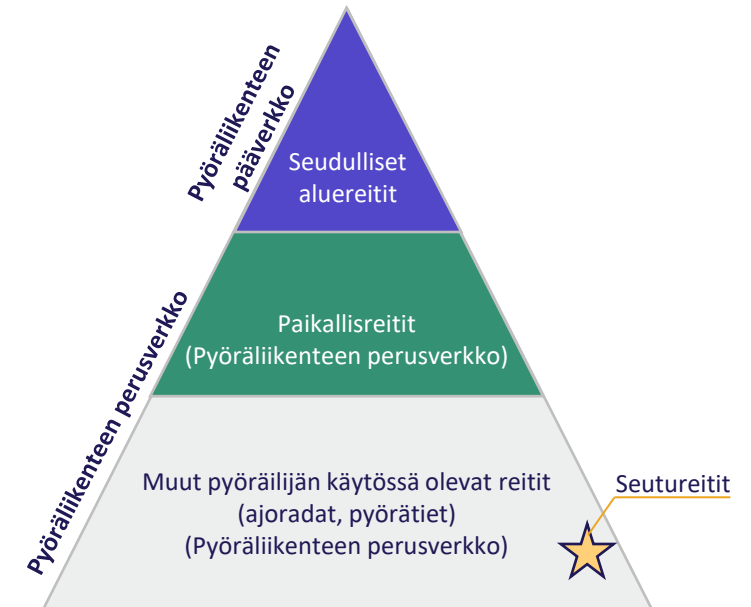 Pyöräliikenteen
pääverkko
Seudulliset
aluereitit
Pyöräliikenteen perusverkko
Paikallisreitit
(Pyöräliikenteen perusverkko)
Muut pyöräilijän käytössä olevat reitit
(ajoradat, pyörätiet)
(Pyöräliikenteen perusverkko)
Seutureitit